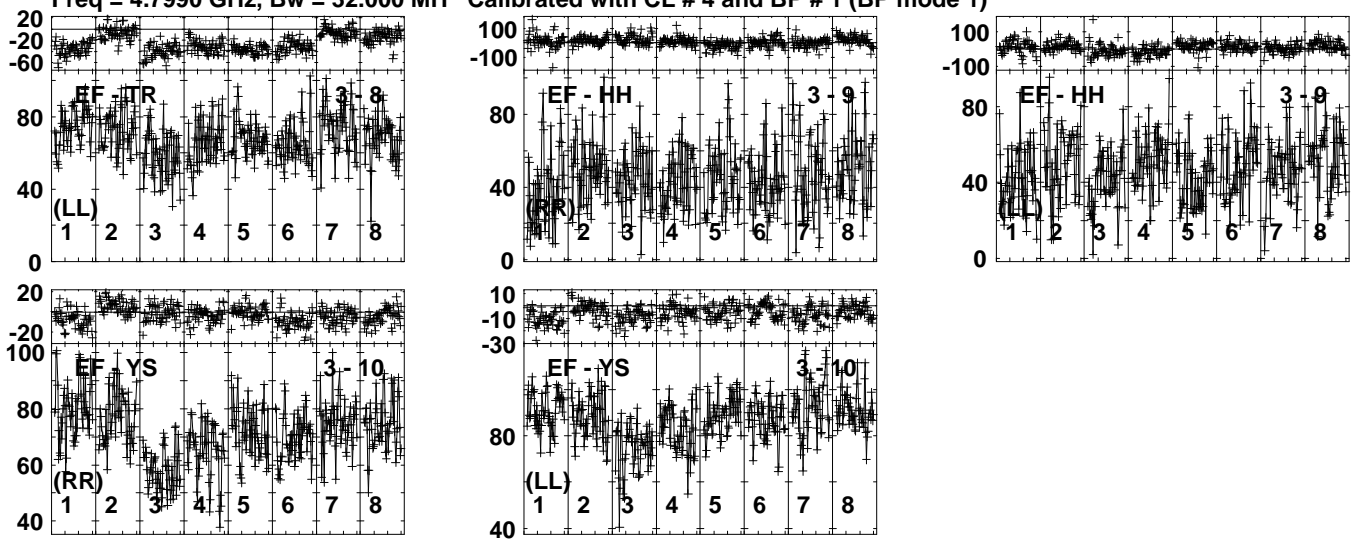 Freq = 4.7990 GHz, Bw = 32.000 MH Calibrated with CL # 4 and BP # 1 (BP mode 1)
20
-20
-60
EF - TR 3 - 8
80
40
0
(LL)
1 2 3 4 5 6 7 8
100
-100
EF - HH 3 - 9
80
40
0
(RR)
1 2 3 4 5 6 7 8
100
-100
EF - HH 3 - 9
80
40
0
(LL)
1 2 3 4 5 6 7 8
20
-20
100
EF - YS 3 - 10
80
60
40
(RR)
1 2 3 4 5 6 7 8
10
-10
-30
EF - YS 3 - 10
80
40
(LL)
1 2 3 4 5 6 7 8